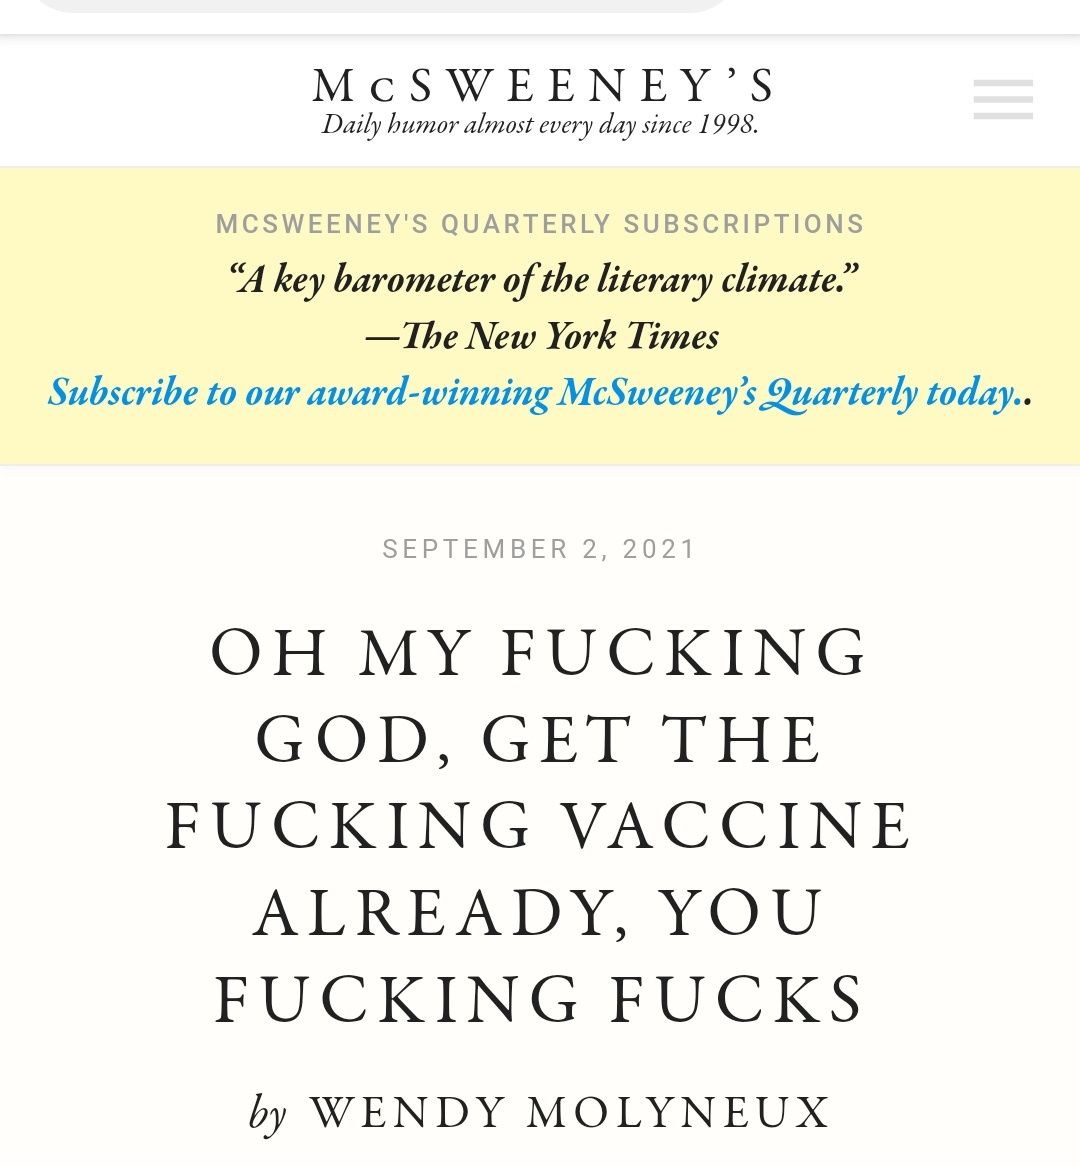 McSWEENEY’S
Daily humor almost every day since 1998.
MCSWEENEY'S QUARTERLY SUBSCRIPTIONS
“A key barometer of the literary climate.”
—The New York Times
Subscribe to our award-winning McSweeney’s Quarterly today..
SEPTEMBER 2, 2021
OH MY FUCKING
GOD, GET THE
FUCKING VACCINE
ALREADY, YOU
FUCKING FUCKS
by WENDY MOLYNEUX